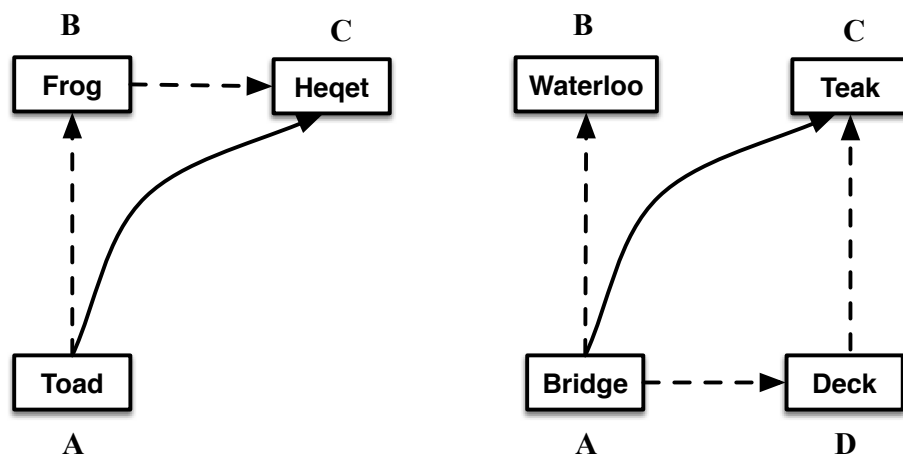 B C B C
Frog Heqet Waterloo Teak
Toad Bridge Deck
A A D